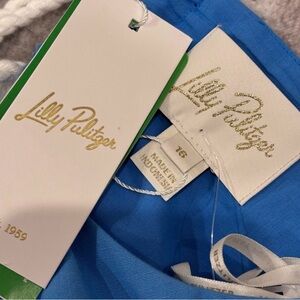 Lilly Pulitzer
1959
Lilly
Pulitzer
16
MADE IN
INDONESIA